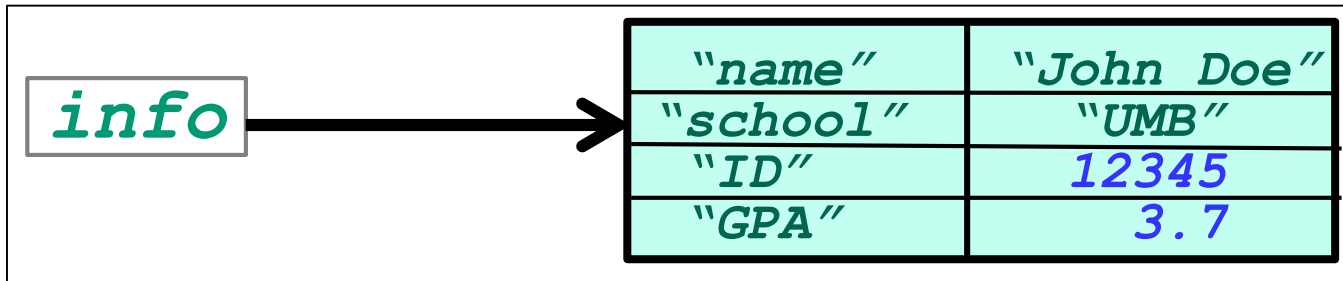 info
“name” “John Doe”
“school” “UMB”
“ID” 12345
“GPA” 3.7